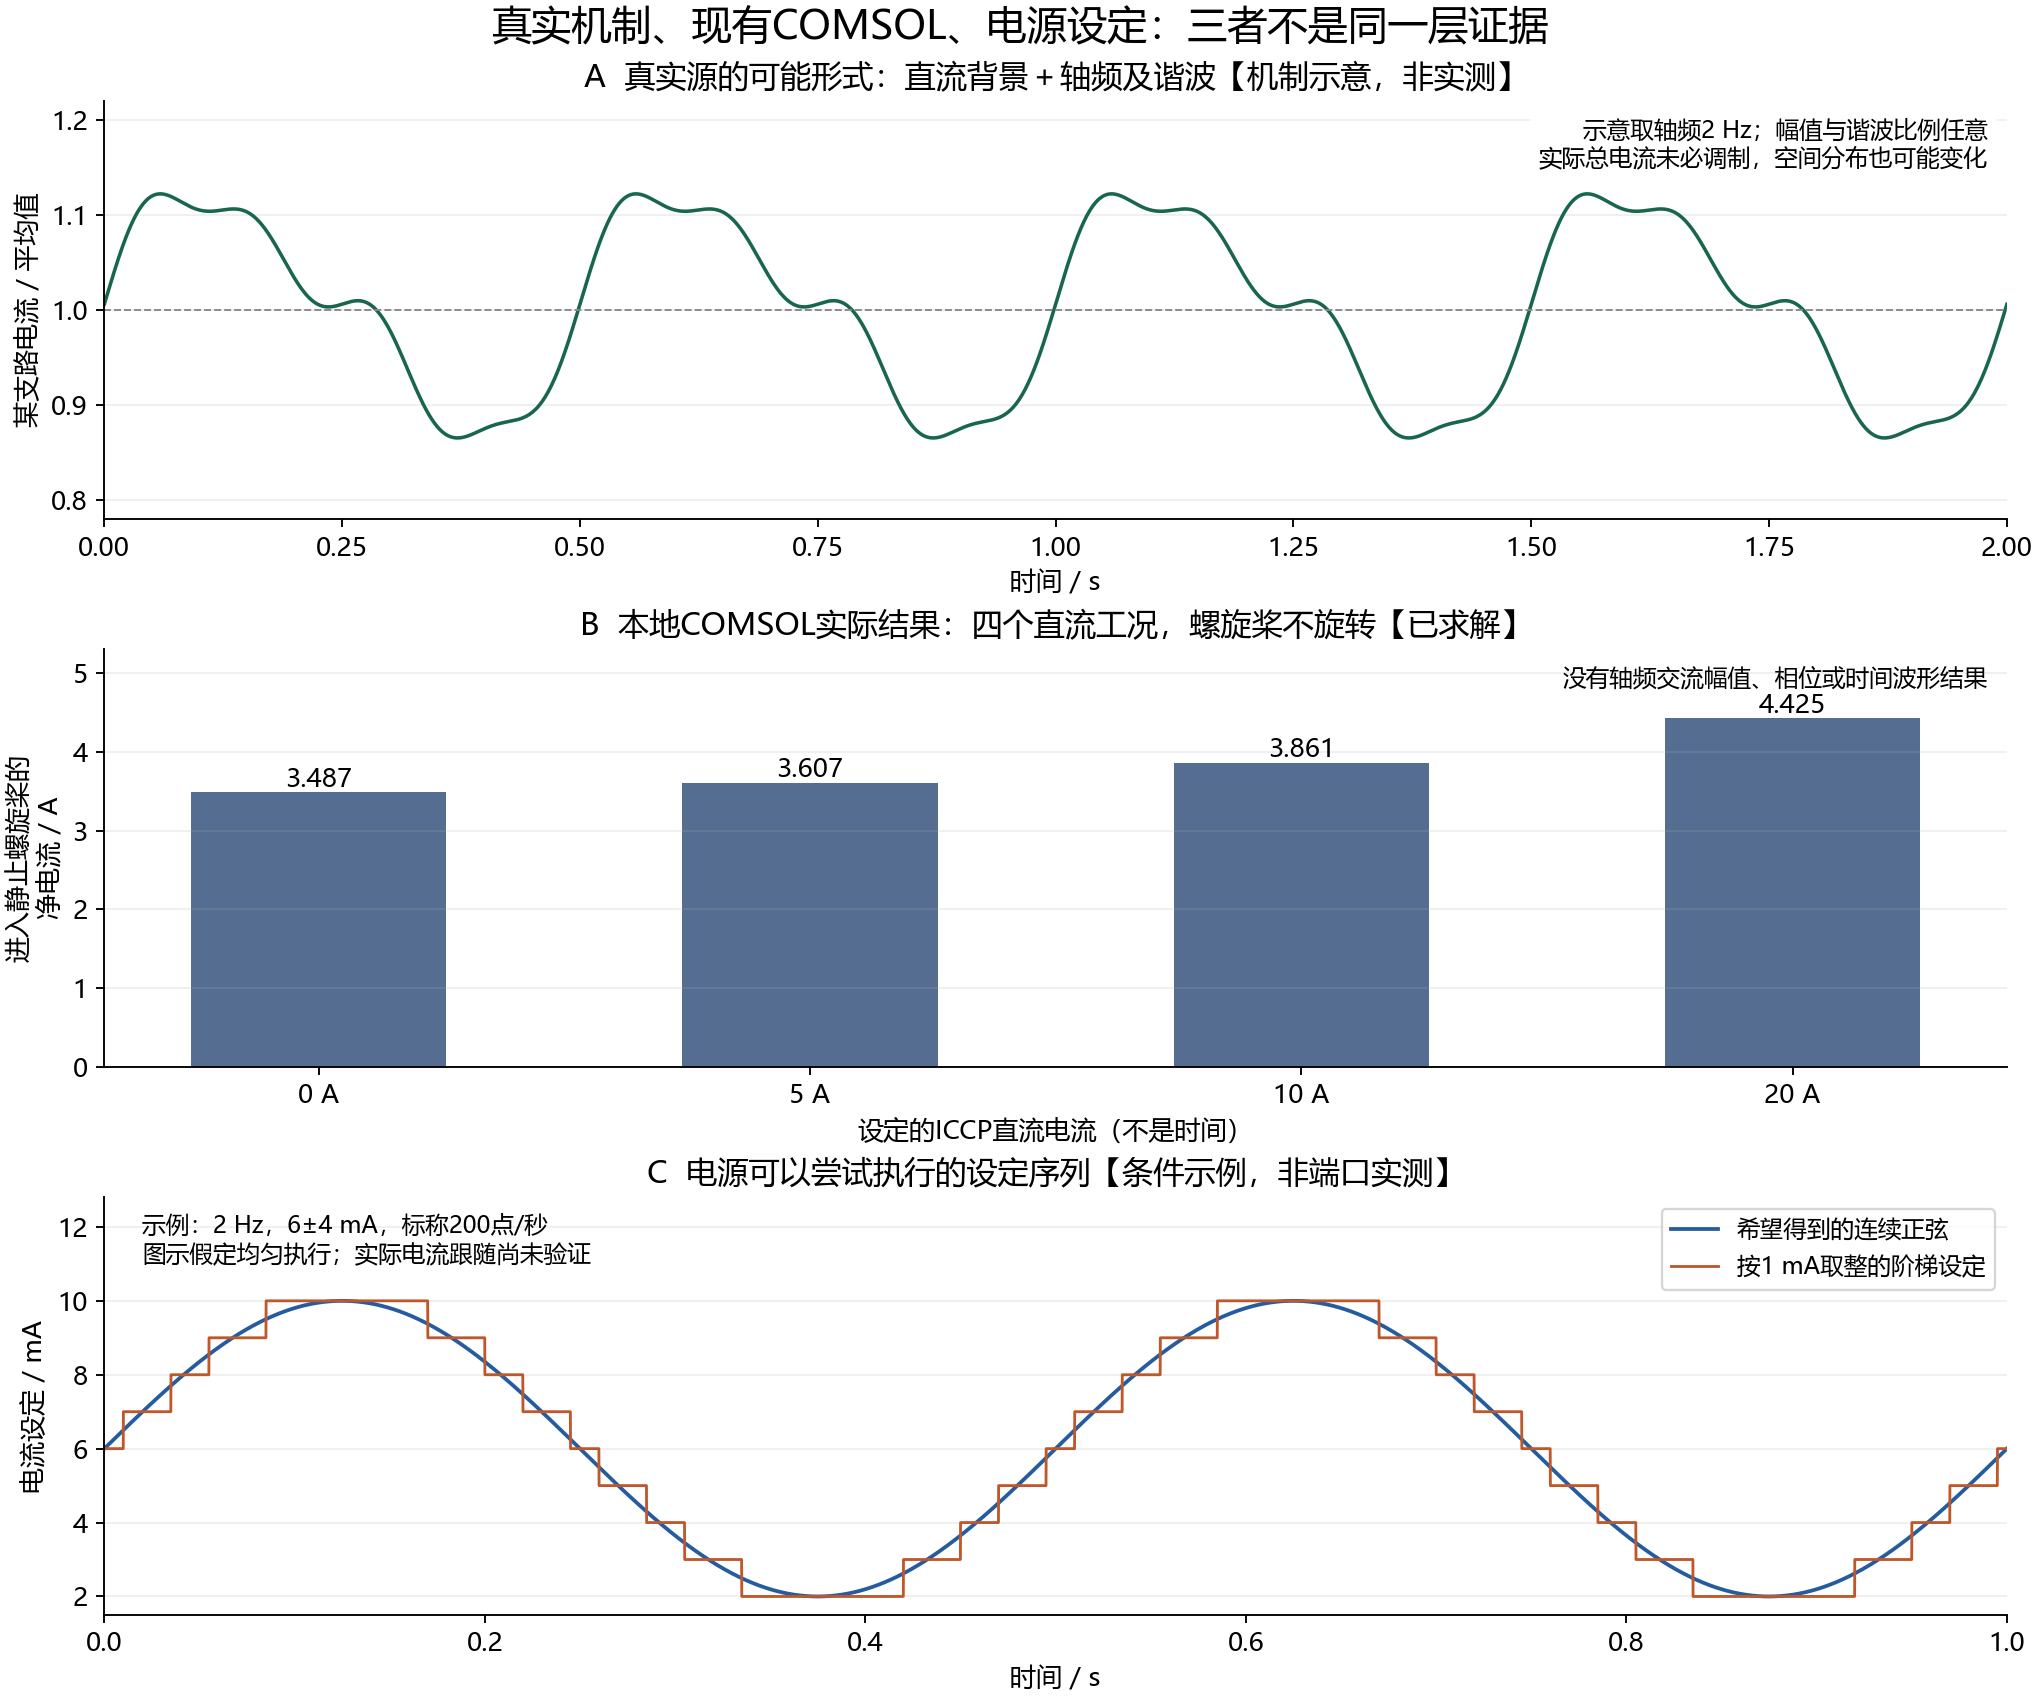 真实机制、现有COMSOL、电源设定：三者不是同一层证据
A 真实源的可能形式：直流背景 + 轴频及谐波【机制示意，非实测】
示意取轴频2 Hz；幅值与谐波比例任意
实际总电流未必调制，空间分布也可能变化
某支路电流 / 平均值
1.2
1.1
1.0
0.9
0.8
0.00 0.25 0.50 0.75 1.00 1.25 1.50 1.75 2.00
时间 / s
B 本地COMSOL实际结果：四个直流工况，螺旋桨不旋转【已求解】
没有轴频交流幅值、相位或时间波形结果
进入静止螺旋桨的
净电流 / A
5
4
3
2
1
0
3.487 3.607 3.861 4.425
0 A 5 A 10 A 20 A
设定的ICCP直流电流（不是时间）
C 电源可以尝试执行的设定序列【条件示例，非端口实测】
示例：2 Hz，6±4 mA，标称200点/秒
图示假定均匀执行；实际电流跟随尚未验证
希望得到的连续正弦
按1 mA取整的阶梯设定
电流设定 / mA
12
10
8
6
4
2
0.0 0.2 0.4 0.6 0.8 1.0
时间 / s